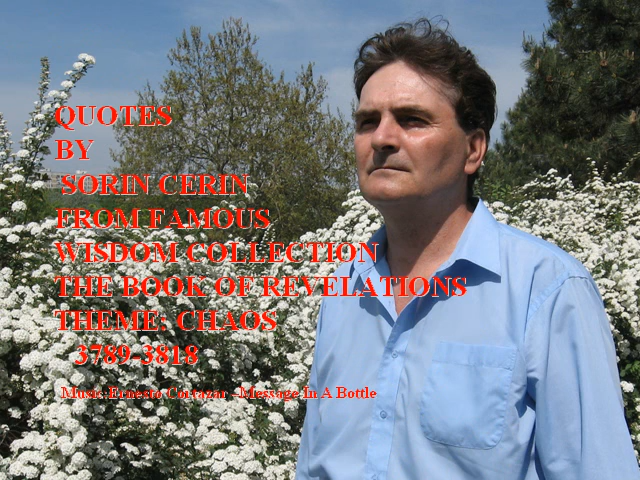 QUOTES
BY
SORIN CERIN
FROM FAMOUS
WISDOM COLLECTION
THE BOOK OF REVELATIONS
THEME: CHAOS
3789-3818
Music:Ernesto Cortazar -Message In A Bottle